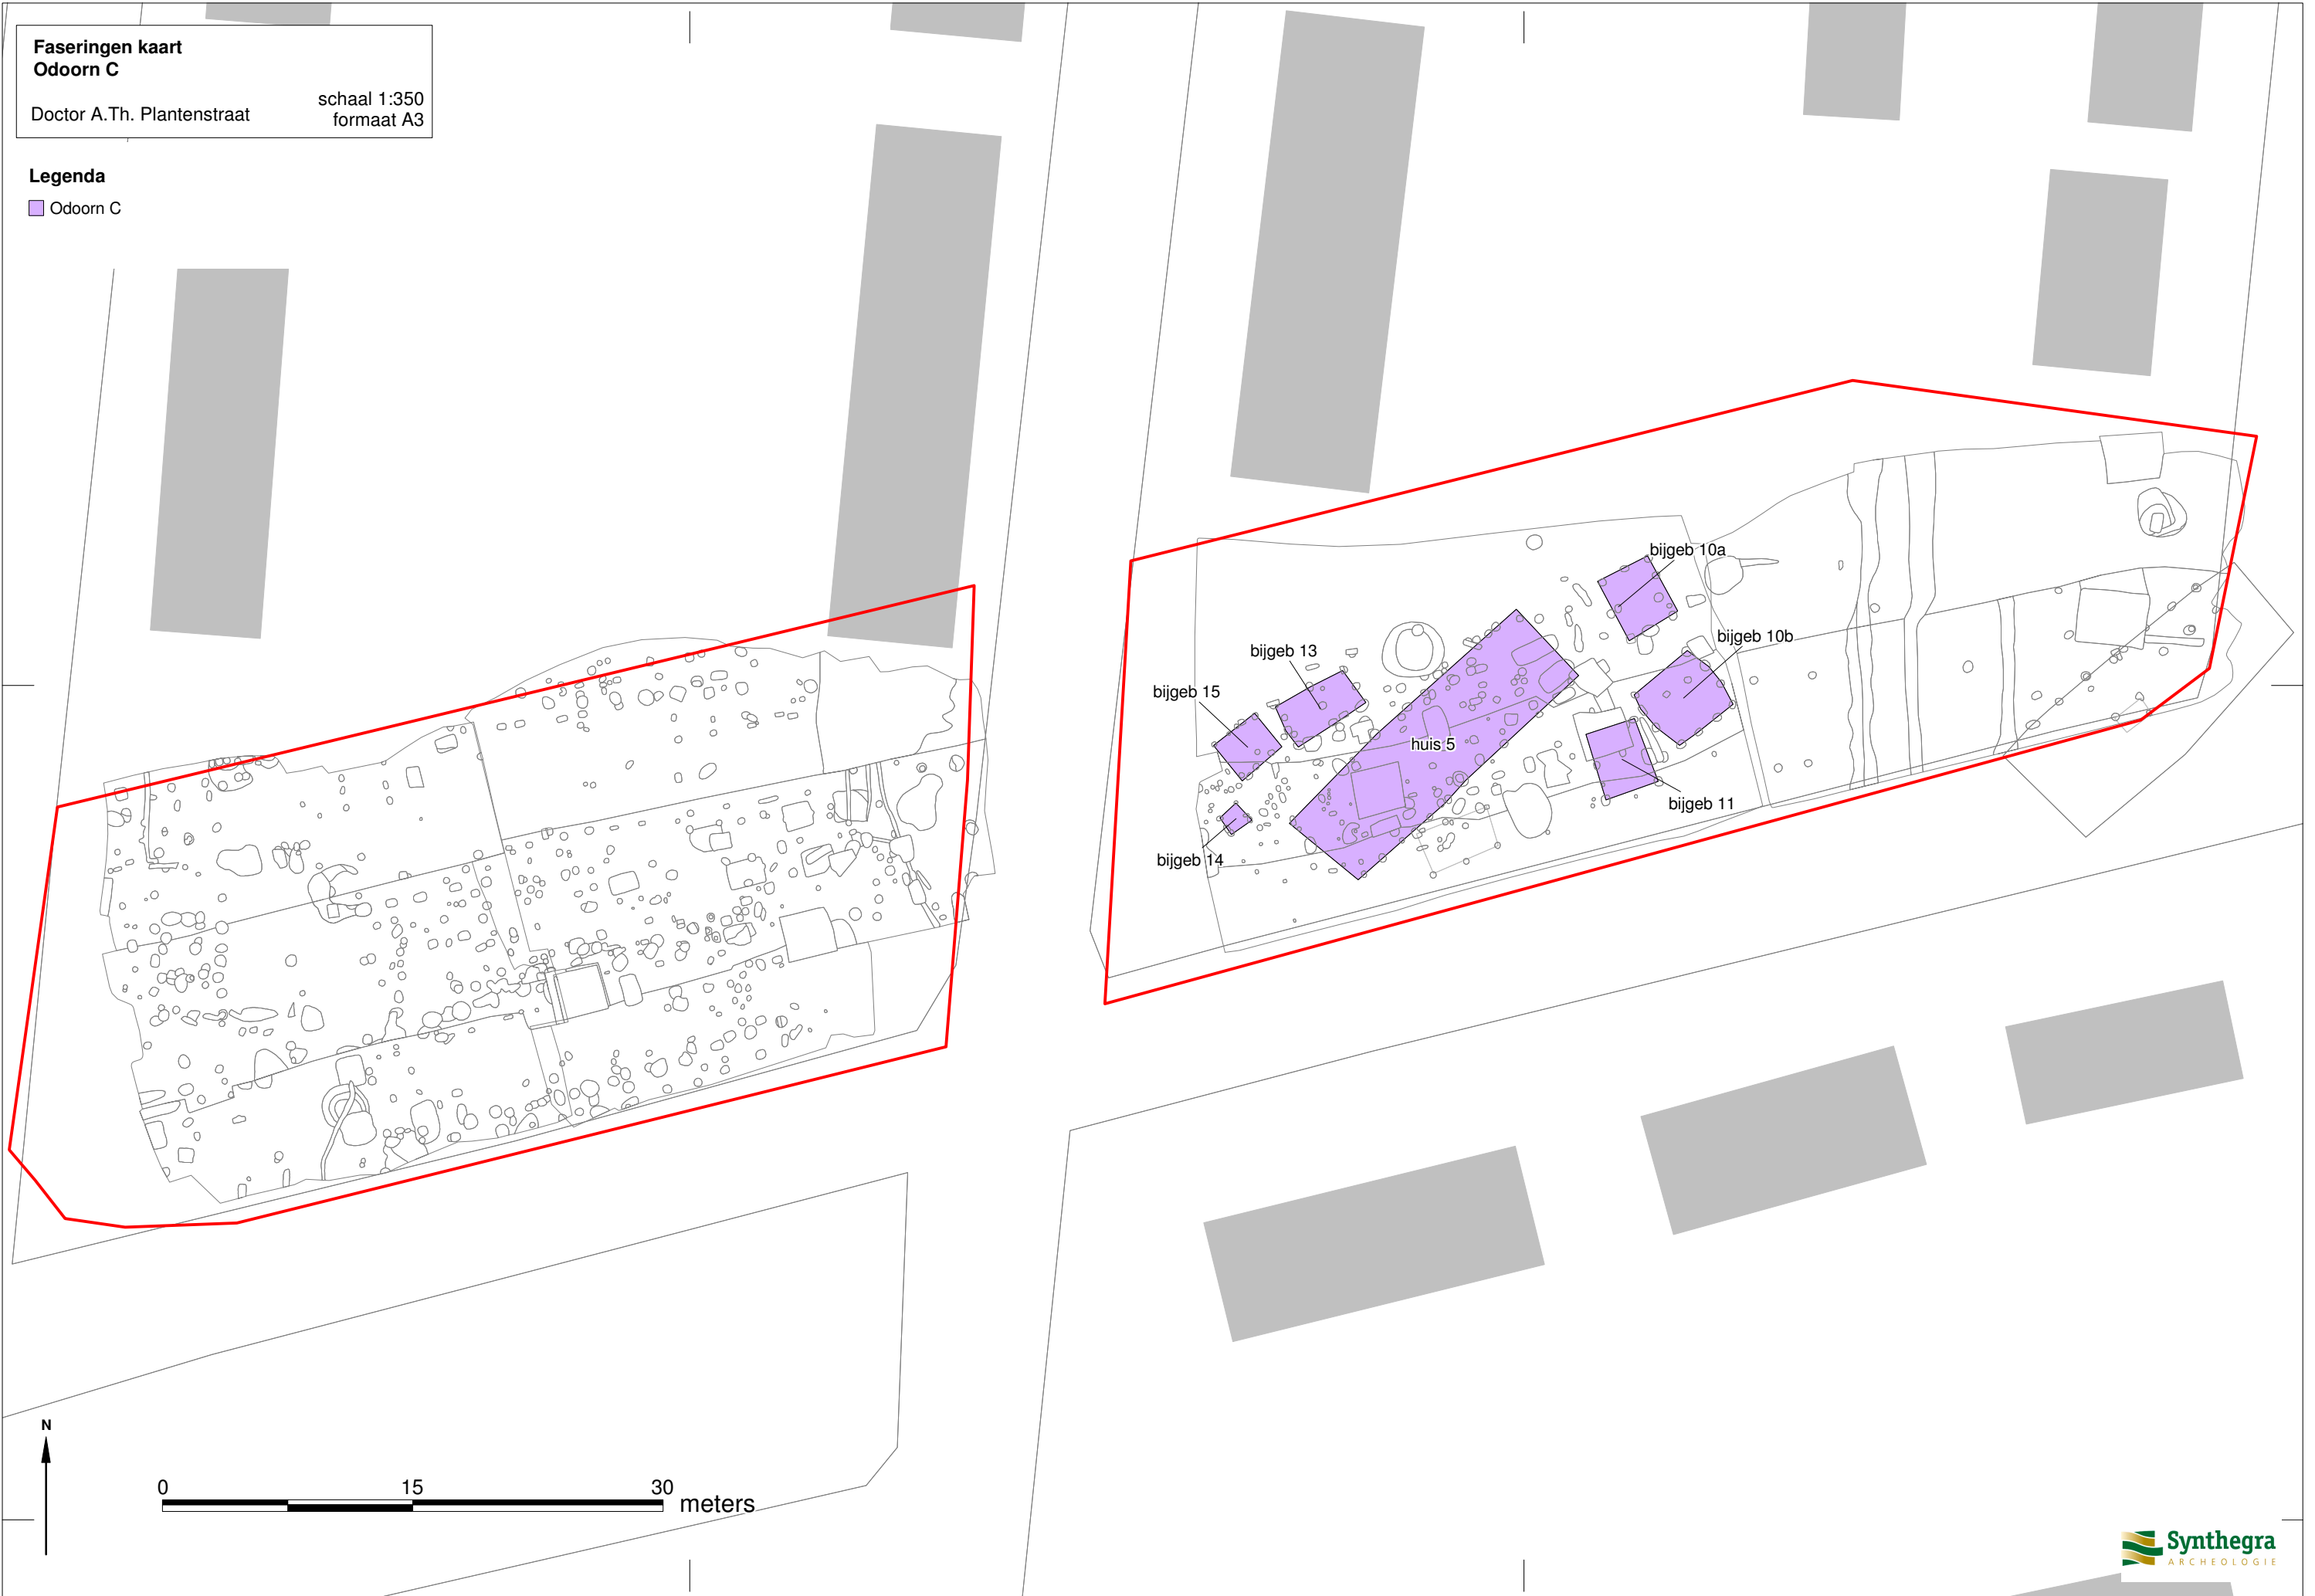 Faseringen kaart
Odoorn C
Doctor A.Th. Plantenstraat
schaal 1:350
formaat A3
Legenda
Odoorn C
bijgeb 10a
bijgeb 10b
bijgeb 13
bijgeb 15
huis 5
bijgeb 11
bijgeb 14
N
0 15 30
meters
Synthegra
ARCHEOLOGIE